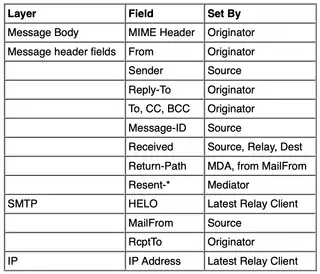 Layer Field Set By
Message Body MIME Header Originator
Message header fields From Originator
Sender Source
Reply-To Originator
To, CC, BCC Originator
Message-ID Source
Received Source, Relay, Dest
Return-Path MDA, from MailFrom
Resent-* Mediator
SMTP HELO Latest Relay Client
MailFrom Source
RcptTo Originator
IP IP Address Latest Relay Client